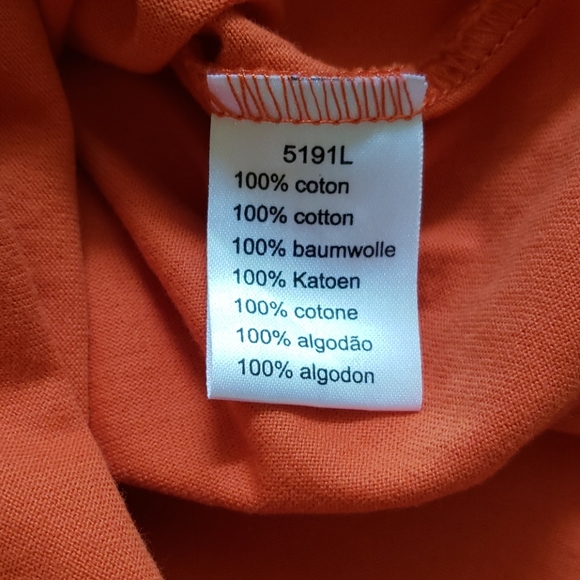 5191L
100% coton
100% cotton
100% baumwolle
100% Katoen
100% cotone
100% algodão
100% algodon